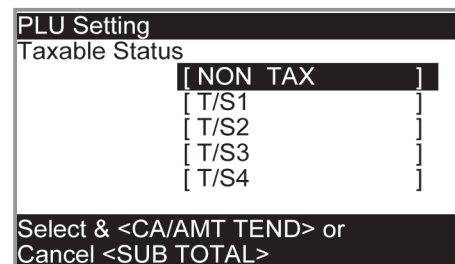 PLU Setting
Taxable Status
[ NON TAX ]
[ T/S1 ]
[ T/S2 ]
[ T/S3 ]
[ T/S4 ]
Select & <CA/AMT TEND> or
Cancel <SUB TOTAL>